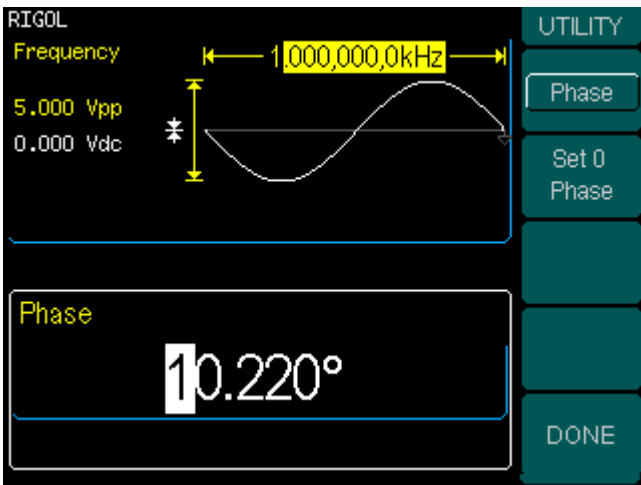 RIGOL
UTILITY
Frequency
1.000,000,0kHz
5.000 Vpp
0.000 Vdc
Phase
Set 0
Phase
Phase
10.220°
DONE